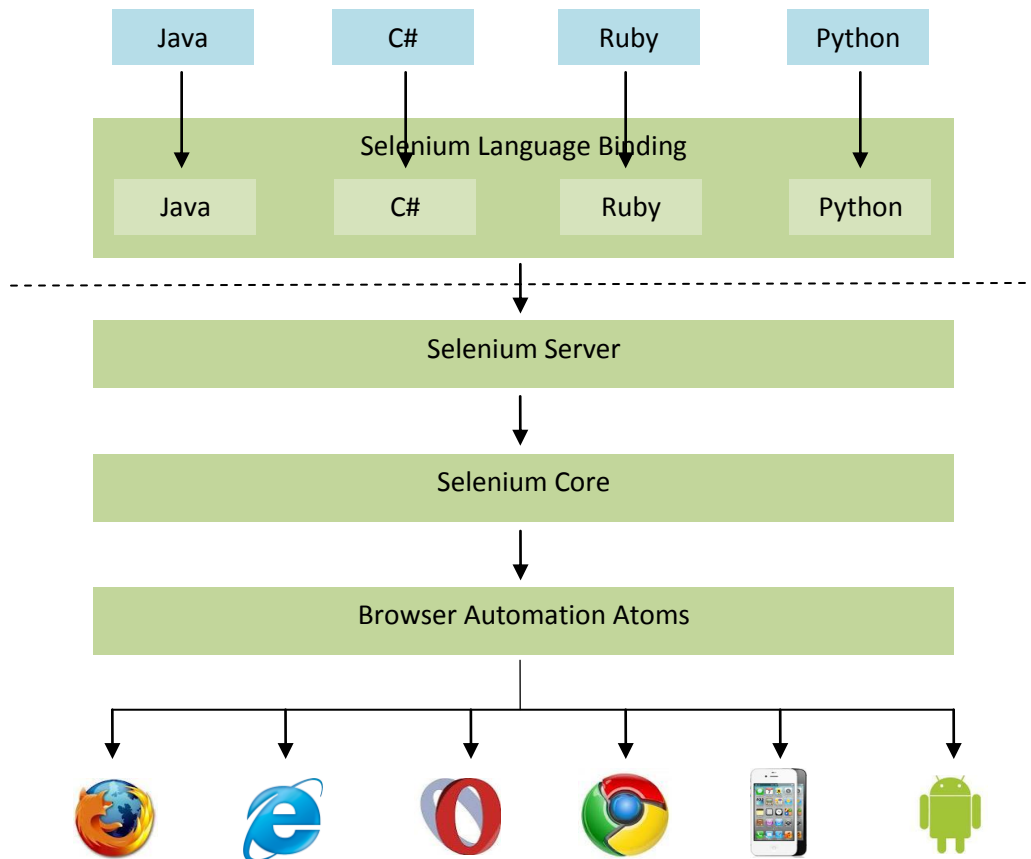 Java
C#
Ruby
Python
Selenium Language Binding
Java
C#
Ruby
Python
Selenium Server
Selenium Core
Browser Automation Atoms